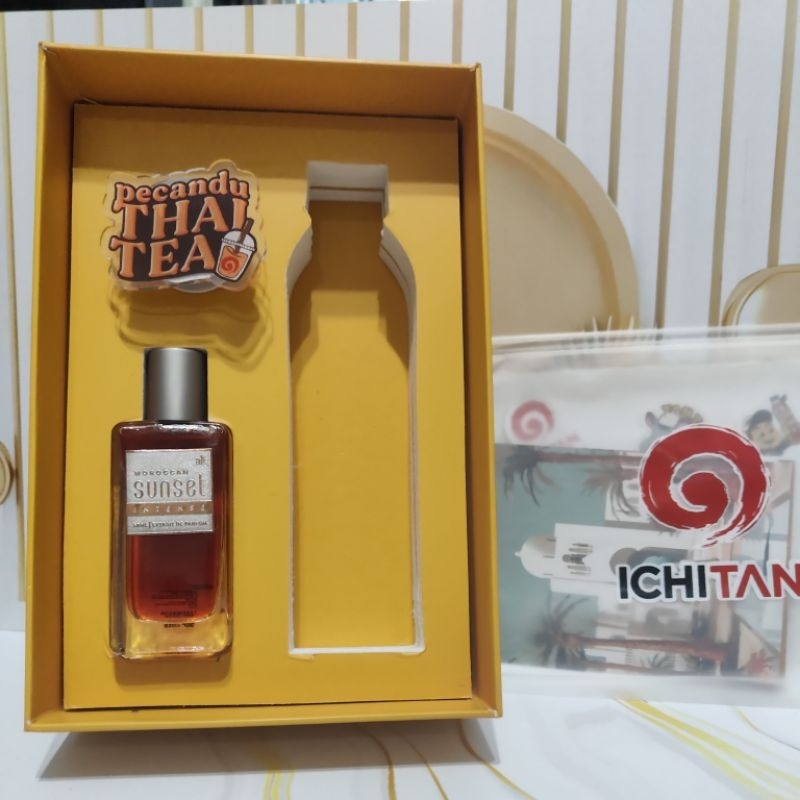 pecandu
THAI
TEA
MOROCCAN
sunset
INTENSE
ICHITAN